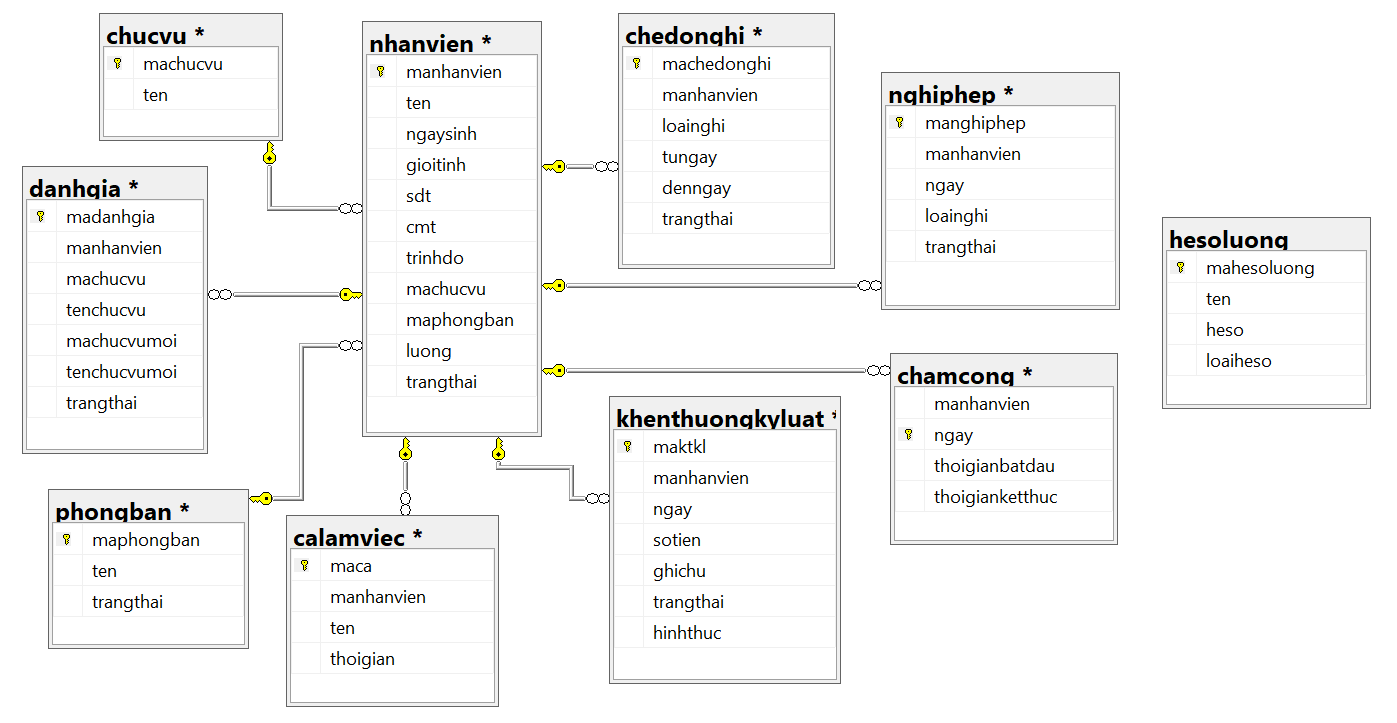 chucvu *
machucvu
ten
nhanvien *
manhanvien
ten
ngaysinh
gioitinh
sdt
cmt
trinhdo
machucvu
maphongban
luong
trangthai
chedonghi *
machedonghi
manhanvien
loainghi
tungay
denngay
trangthai
nghiphep *
manghiphep
manhanvien
ngay
loainghi
trangthai
danhgia *
madanhgia
manhanvien
machucvu
tenchucvu
machucvumoi
tenchucvumoi
trangthai
hesoluong
mahesoluong
ten
heso
loaiheso
chamcong *
manhanvien
ngay
thoigianbatdau
thoigianketthuc
khenthuongkyluat *
maktkl
manhanvien
ngay
sotien
ghichu
trangthai
hinhthuc
phongban *
maphongban
ten
trangthai
calamviec *
maca
manhanvien
ten
thoigian